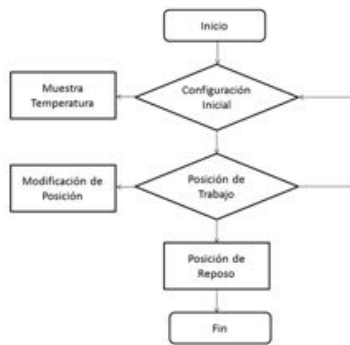 Inicio
Configuración
Inicial
Muestra
Temperatura
Posición de
Trabajo
Modificación de
Posición
Posición de
Reposo
Fin